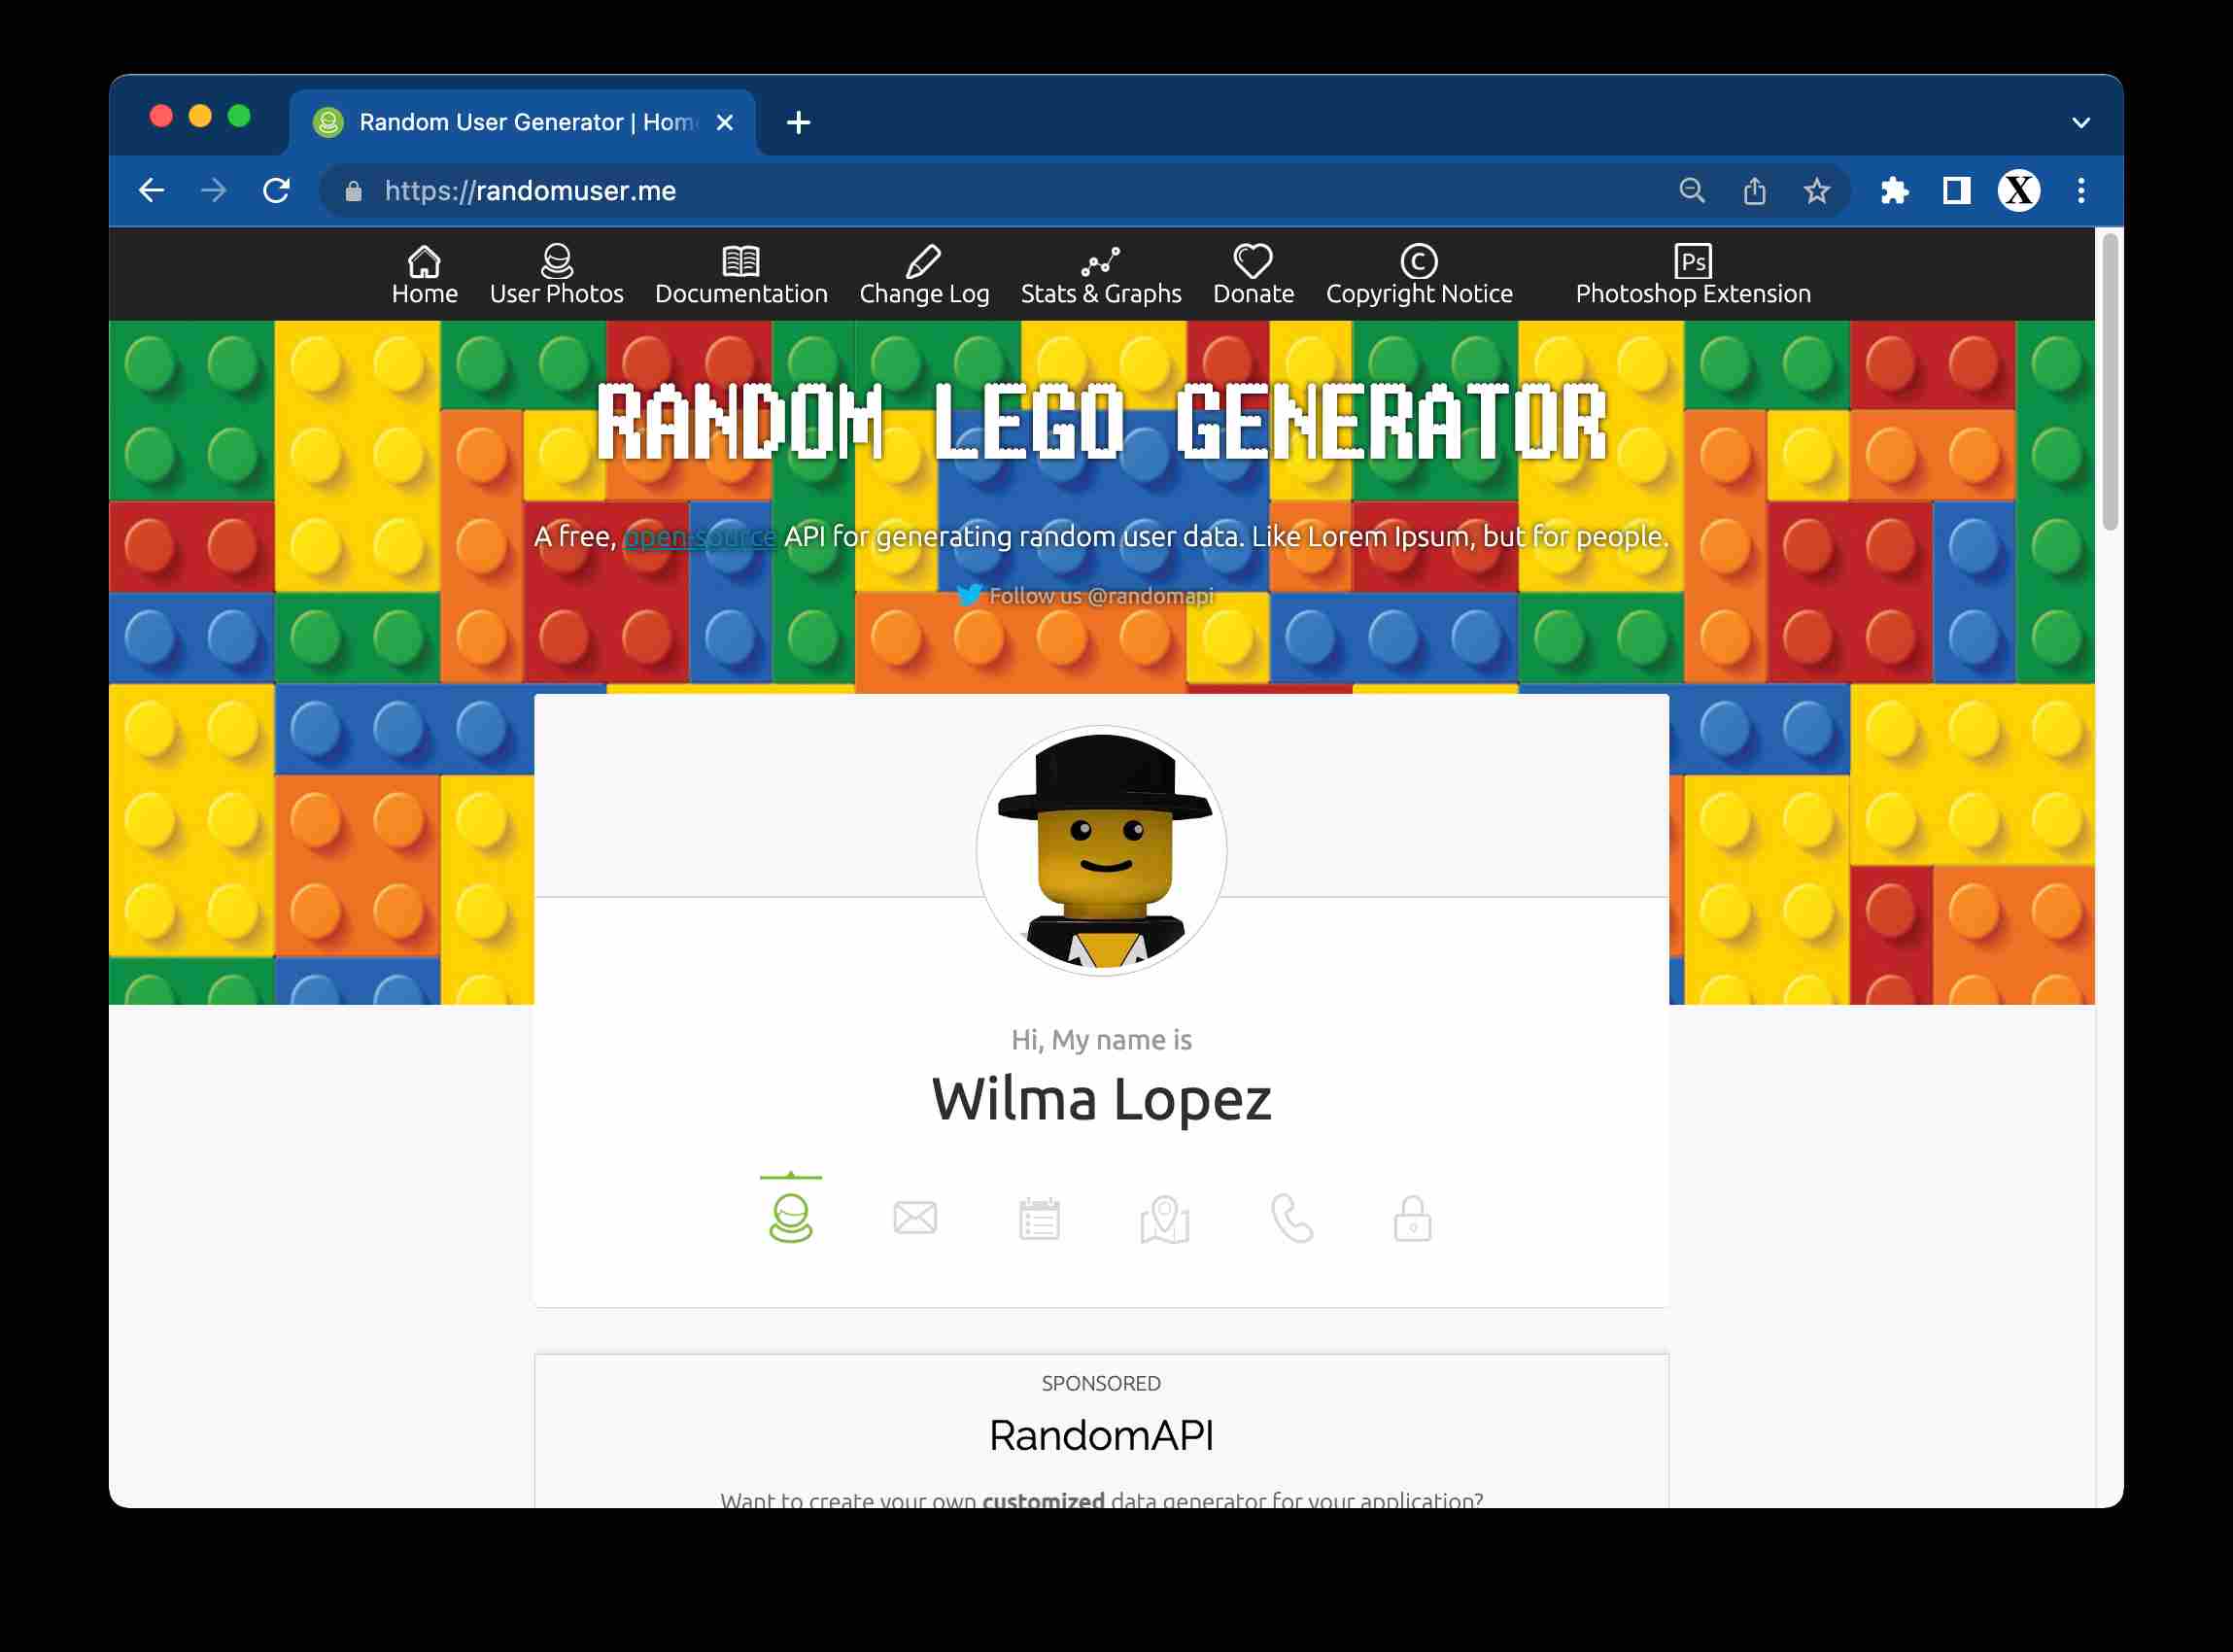 Random User Generator | Hom
https://randomuser.me
X
Home User Photos Documentation Change Log Stats & Graphs Donate Copyright Notice Ps Photoshop Extension
RANDOM LEGO GENERATOR
A free, open-source API for generating random user data. Like Lorem Ipsum, but for people.
Follow us @randomapi
Hi, My name is
Wilma Lopez
SPONSORED
RandomAPI
Want to create your own customized data generator for your application?